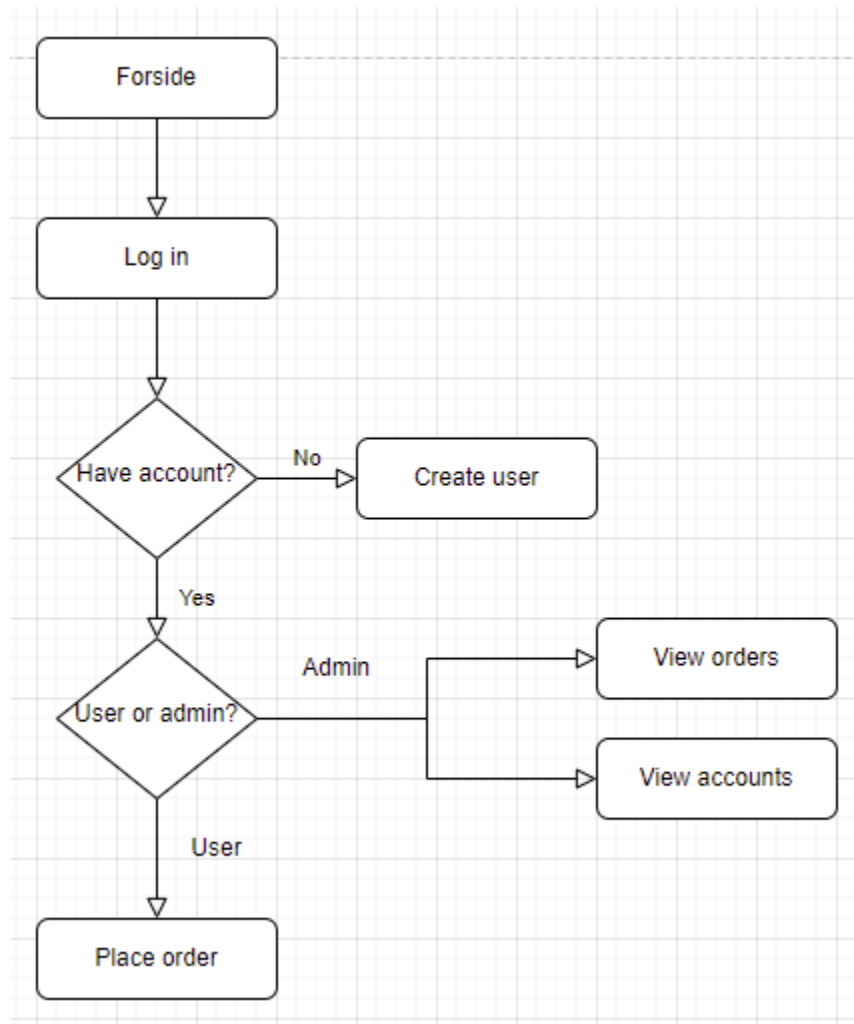 Forside
Log in
Have account?
No
Create user
Yes
User or admin?
Admin
View orders
View accounts
User
Place order